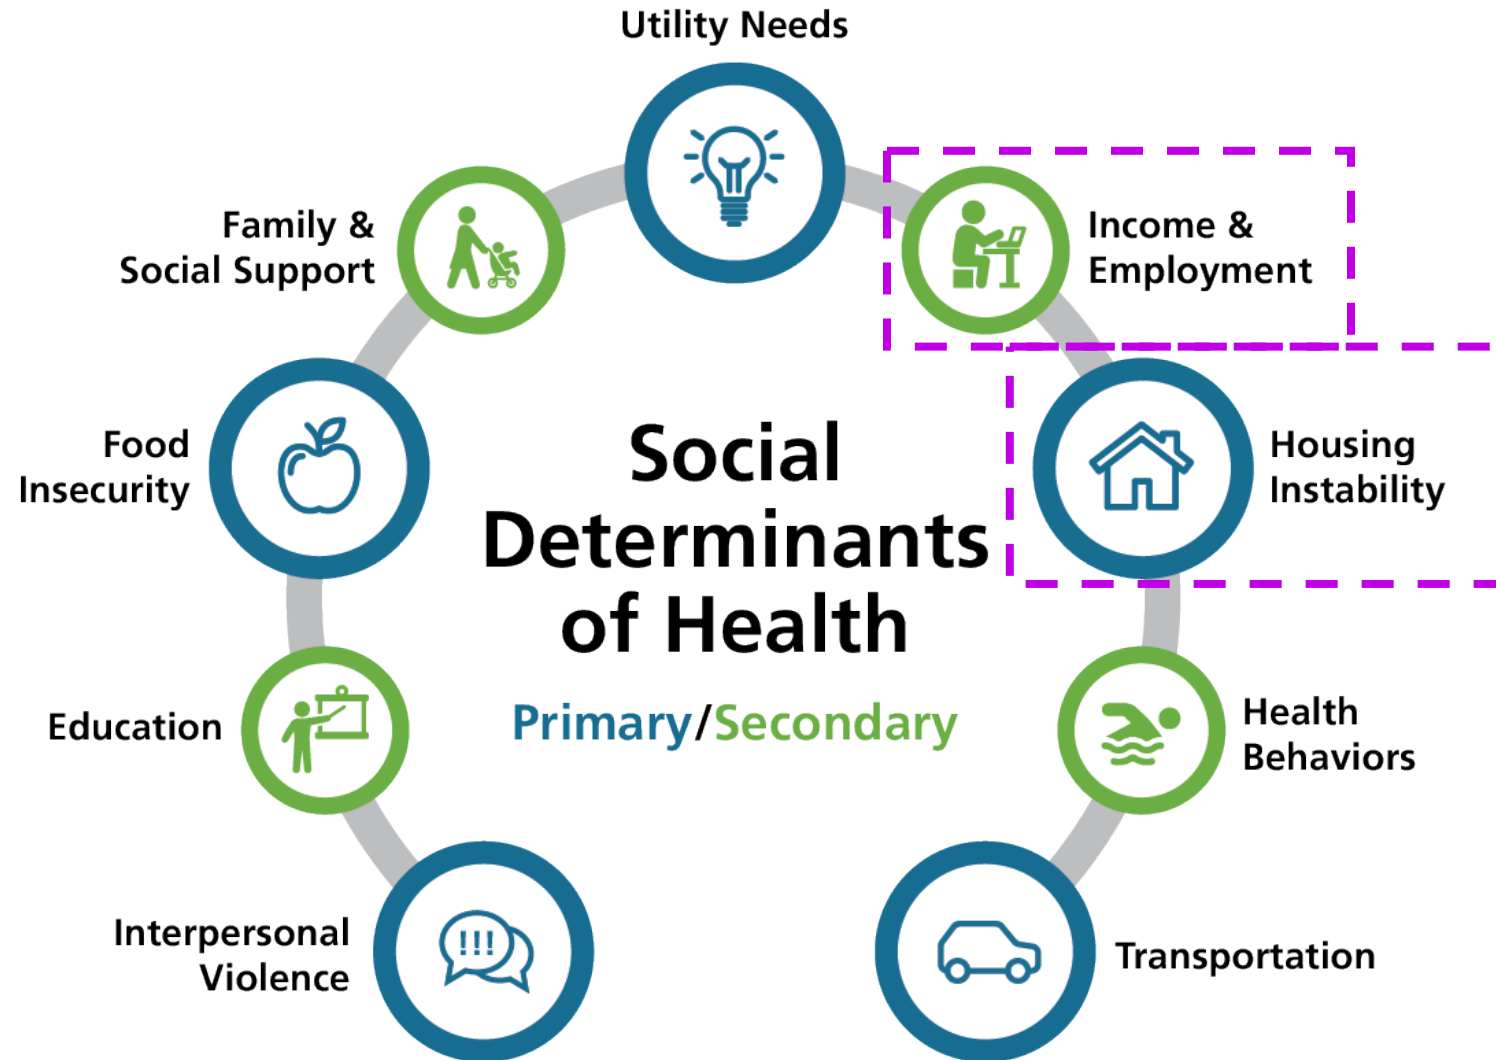 Utility Needs
Family &
Social Support
Income &
Employment
Food
Insecurity
Housing
Instability
Social
Determinants
of Health
Primary/Secondary
Education
Health
Behaviors
Interpersonal
Violence
!!!
Transportation